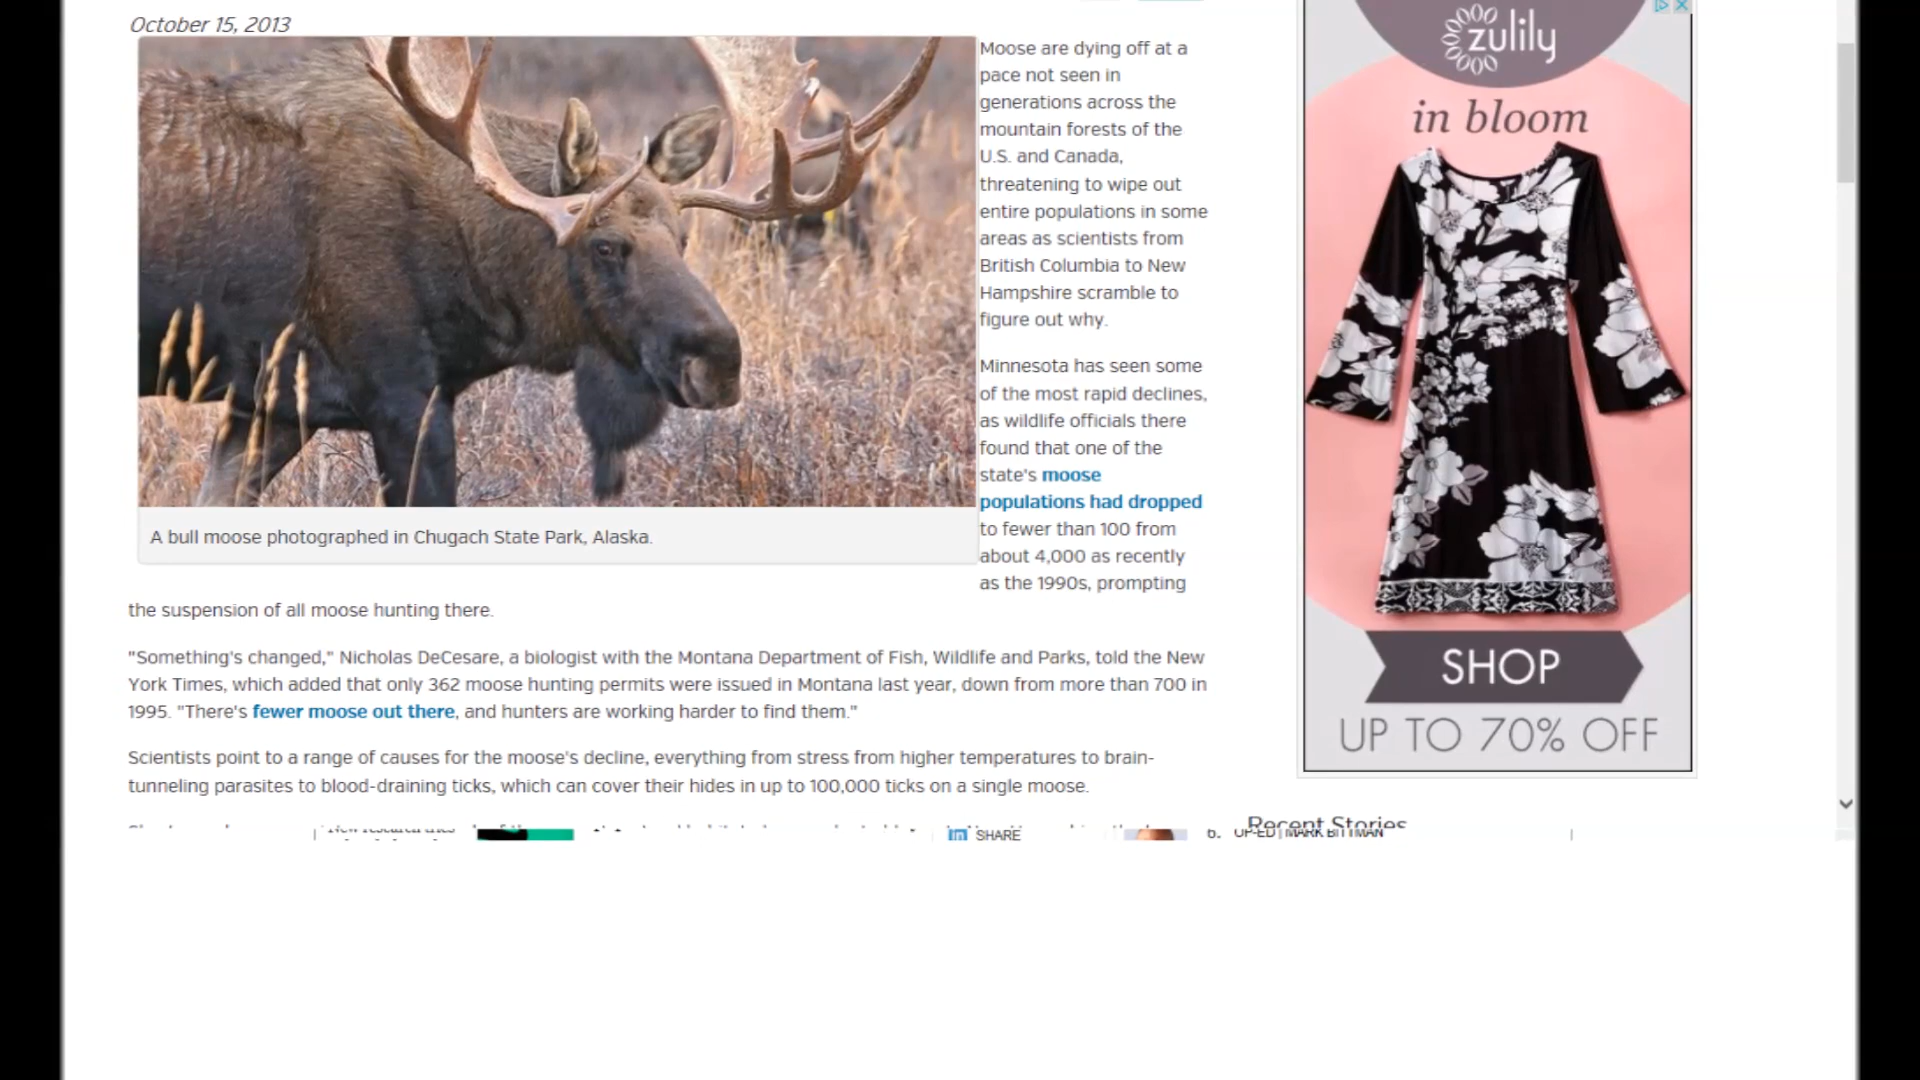 October 15, 2013
Moose are dying off at a
pace not seen in
generations across the
mountain forests of the
U.S. and Canada,
threatening to wipe out
entire populations in some
areas as scientists from
British Columbia to New
Hampshire scramble to
figure out why.
Minnesota has seen some
of the most rapid declines,
as wildlife officials there
found that one of the
state's moose
populations had dropped
to fewer than 100 from
about 4,000 as recently
as the 1990s, prompting
the suspension of all moose hunting there.
A bull moose photographed in Chugach State Park, Alaska.
"Something's changed," Nicholas DeCesare, a biologist with the Montana Department of Fish, Wildlife and Parks, told the New
York Times, which added that only 362 moose hunting permits were issued in Montana last year, down from more than 700 in
1995. "There's fewer moose out there, and hunters are working harder to find them."
Scientists point to a range of causes for the moose's decline, everything from stress from higher temperatures to brain-
tunneling parasites to blood-draining ticks, which can cover their hides in up to 100,000 ticks on a single moose.
zulily
in bloom
SHOP
UP TO 70% OFF
Recent Stories
in SHARE
6. OP-ED | MARK BITTMAN